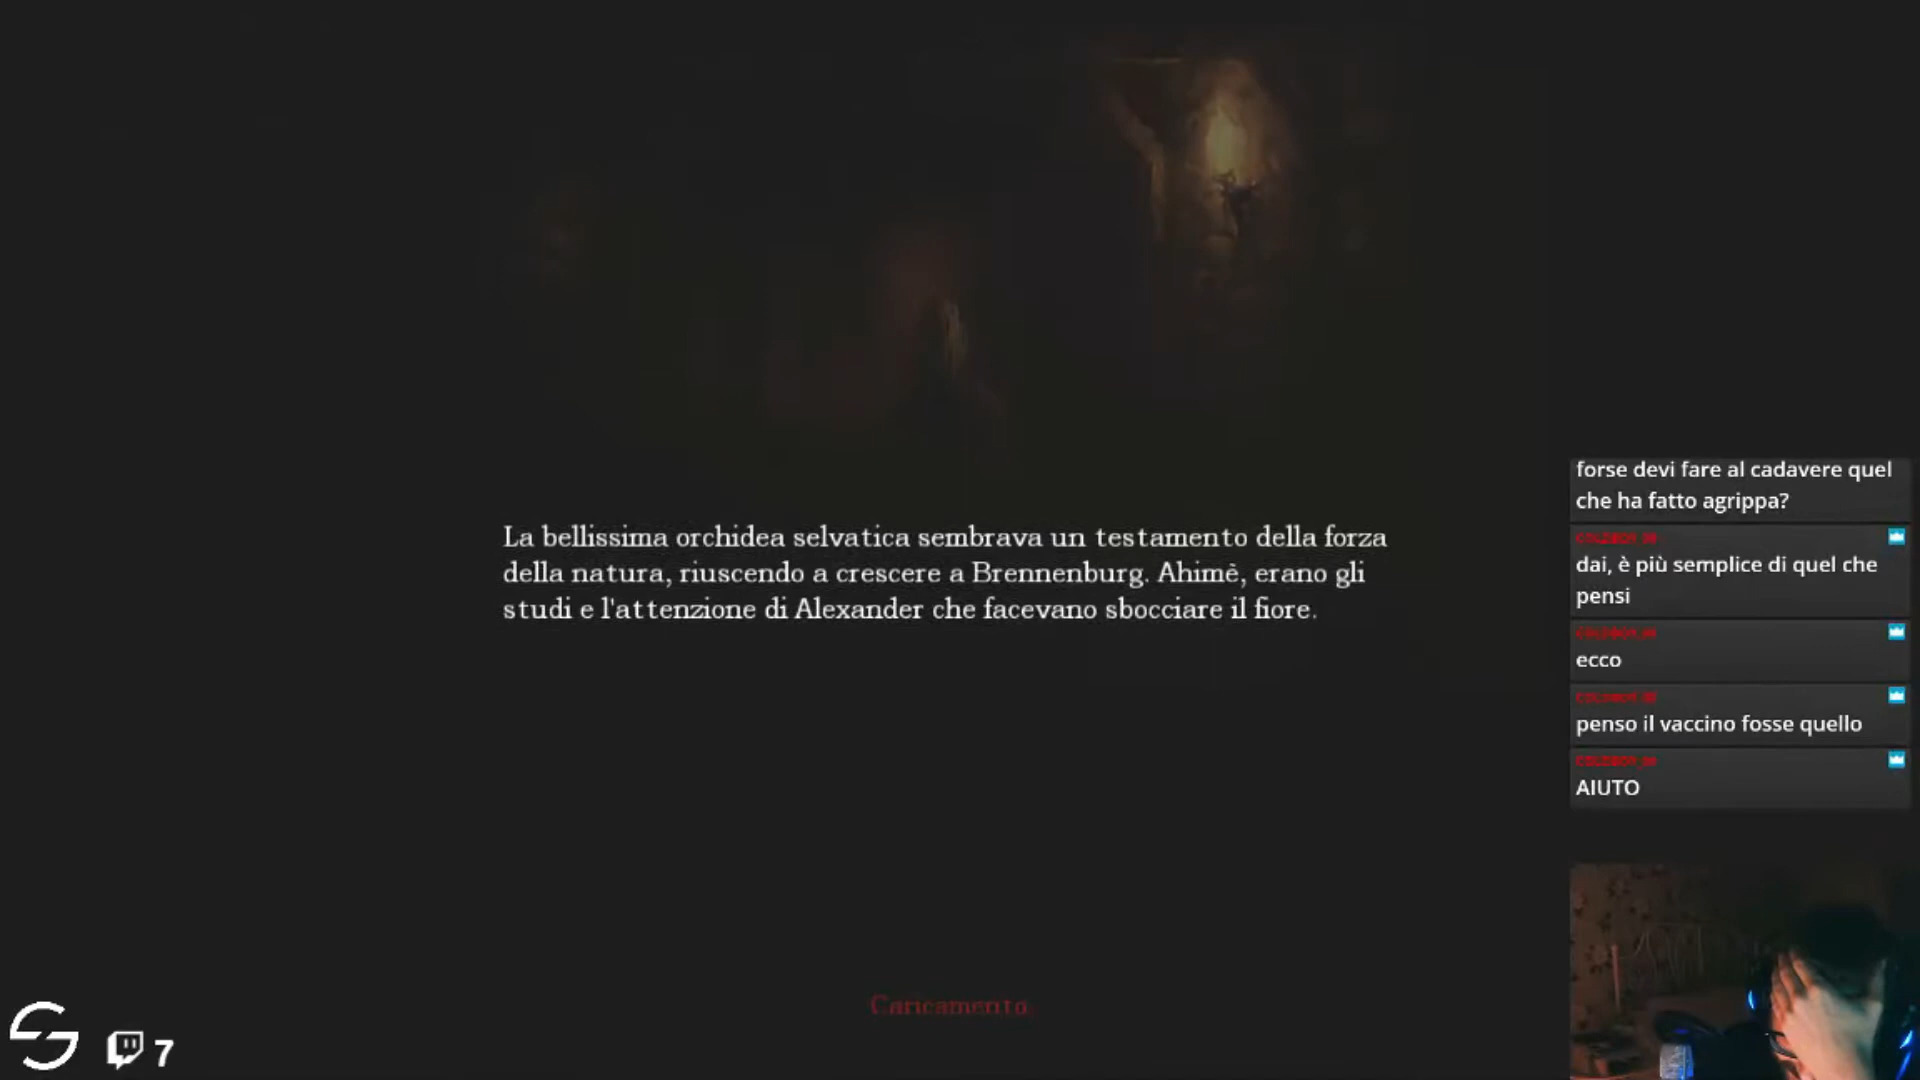 La bellissima orchidea selvatica sembrava un testamento della forza
della natura, riuscendo a crescere a Brennenburg. Ahimè, erano gli
studi e l'attenzione di Alexander che facevano sbocciare il fiore.
Caricamento.
forse devi fare al cadavere quel
che ha fatto agrippa?
dai, è più semplice di quel che
pensi
ecco
penso il vaccino fosse quello
AIUTO
7